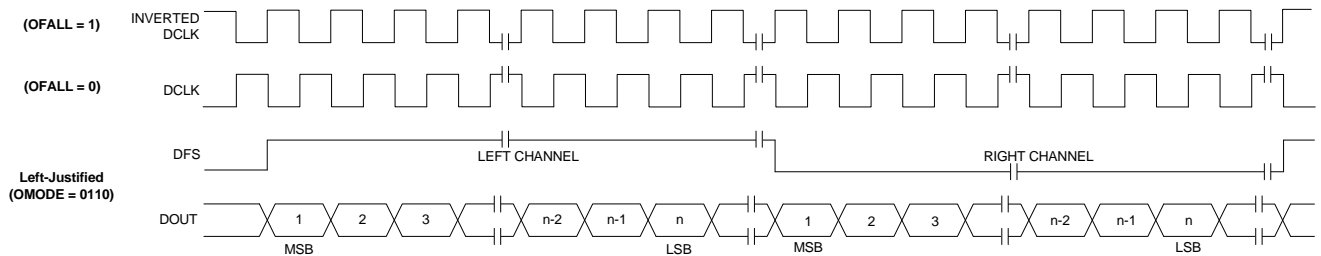 (OFALL = 1)
INVERTED
DCLK
(OFALL = 0)
DCLK
DFS
LEFT CHANNEL
RIGHT CHANNEL
Left-Justified
(OMODE = 0110)
DOUT
1 2 3 n-2 n-1 n 1 2 3 n-2 n-1 n
MSB LSB MSB LSB